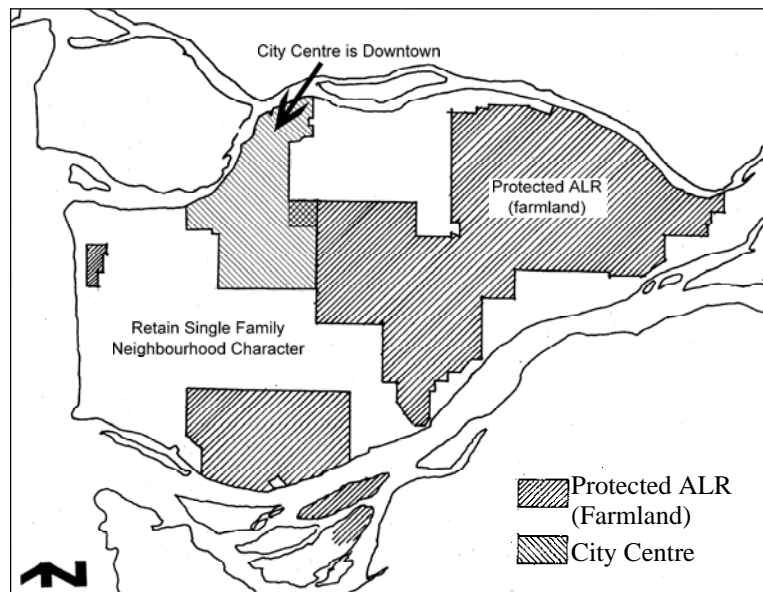 City Centre is Downtown
Protected ALR
(farmland)
Retain Single Family
Neighbourhood Character
Protected ALR
(Farmland)
City Centre
N